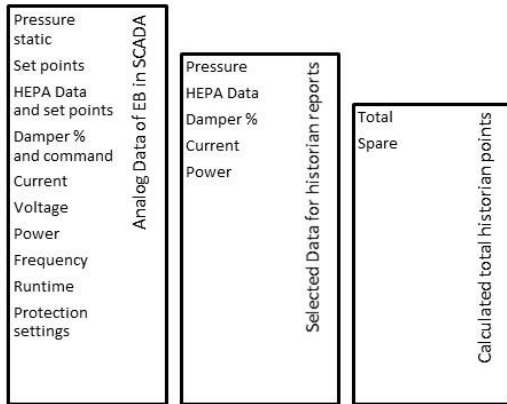 Pressure
static
Set points
HEPA Data
and set points
Damper %
and command
Current
Voltage
Power
Frequency
Runtime
Protection
settings
Analog Data of EB in SCADA
Pressure
HEPA Data
Damper %
Current
Power
Selected Data for historian reports
Total
Spare
Calculated total historian points